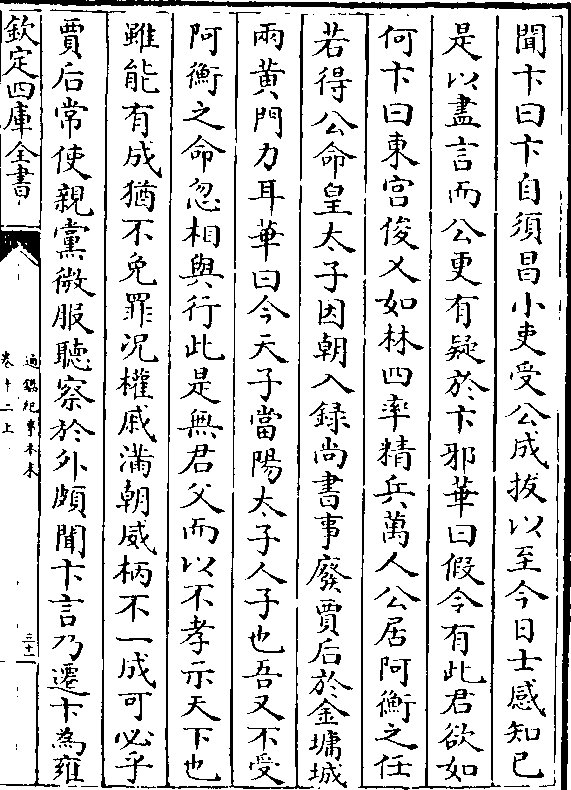 聞卞曰卞自須昌小吏受公成拔以至今日士感知已
是以盡言而公更有疑於卞邪華曰假令有此君欲如
何卞曰東宫俊乂如林四率精兵萬人公居阿衡之任
若得公命皇太子因朝入録尚書事廢賈后於金墉城
兩黄門力耳華曰今天子當陽太子人子也吾又不受
阿衡之命忽相與行此是無君父而以不孝示天下也
雖能有成猶不免罪况權戚滿朝威柄不一成可必乎
賈后常使親黨微服聽察於外頗聞卞言乃遷卞為雍
欽定四庫全書
通鑑紀事本末
卷十二上
三十一